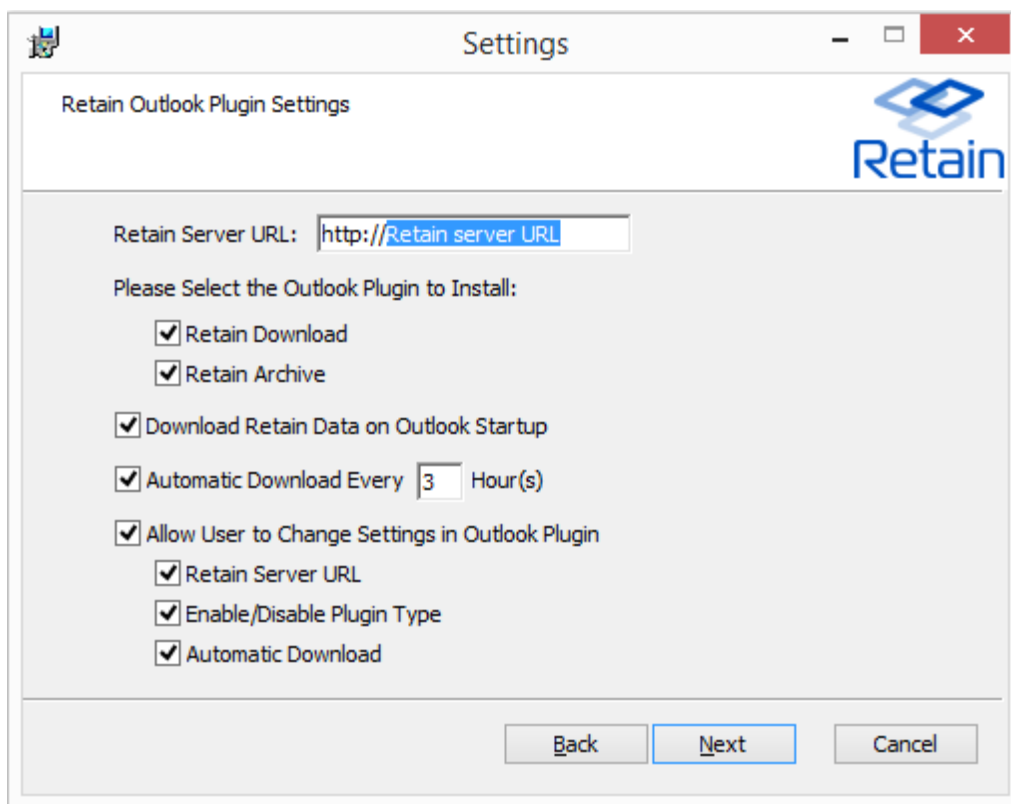 Settings
Retain Outlook Plugin Settings
Retain
Retain Server URL: http://Retain server URL
Please Select the Outlook Plugin to Install:
Retain Download
Retain Archive
Download Retain Data on Outlook Startup
Automatic Download Every 3 Hour(s)
Allow User to Change Settings in Outlook Plugin
Retain Server URL
Enable/Disable Plugin Type
Automatic Download
Back Next Cancel